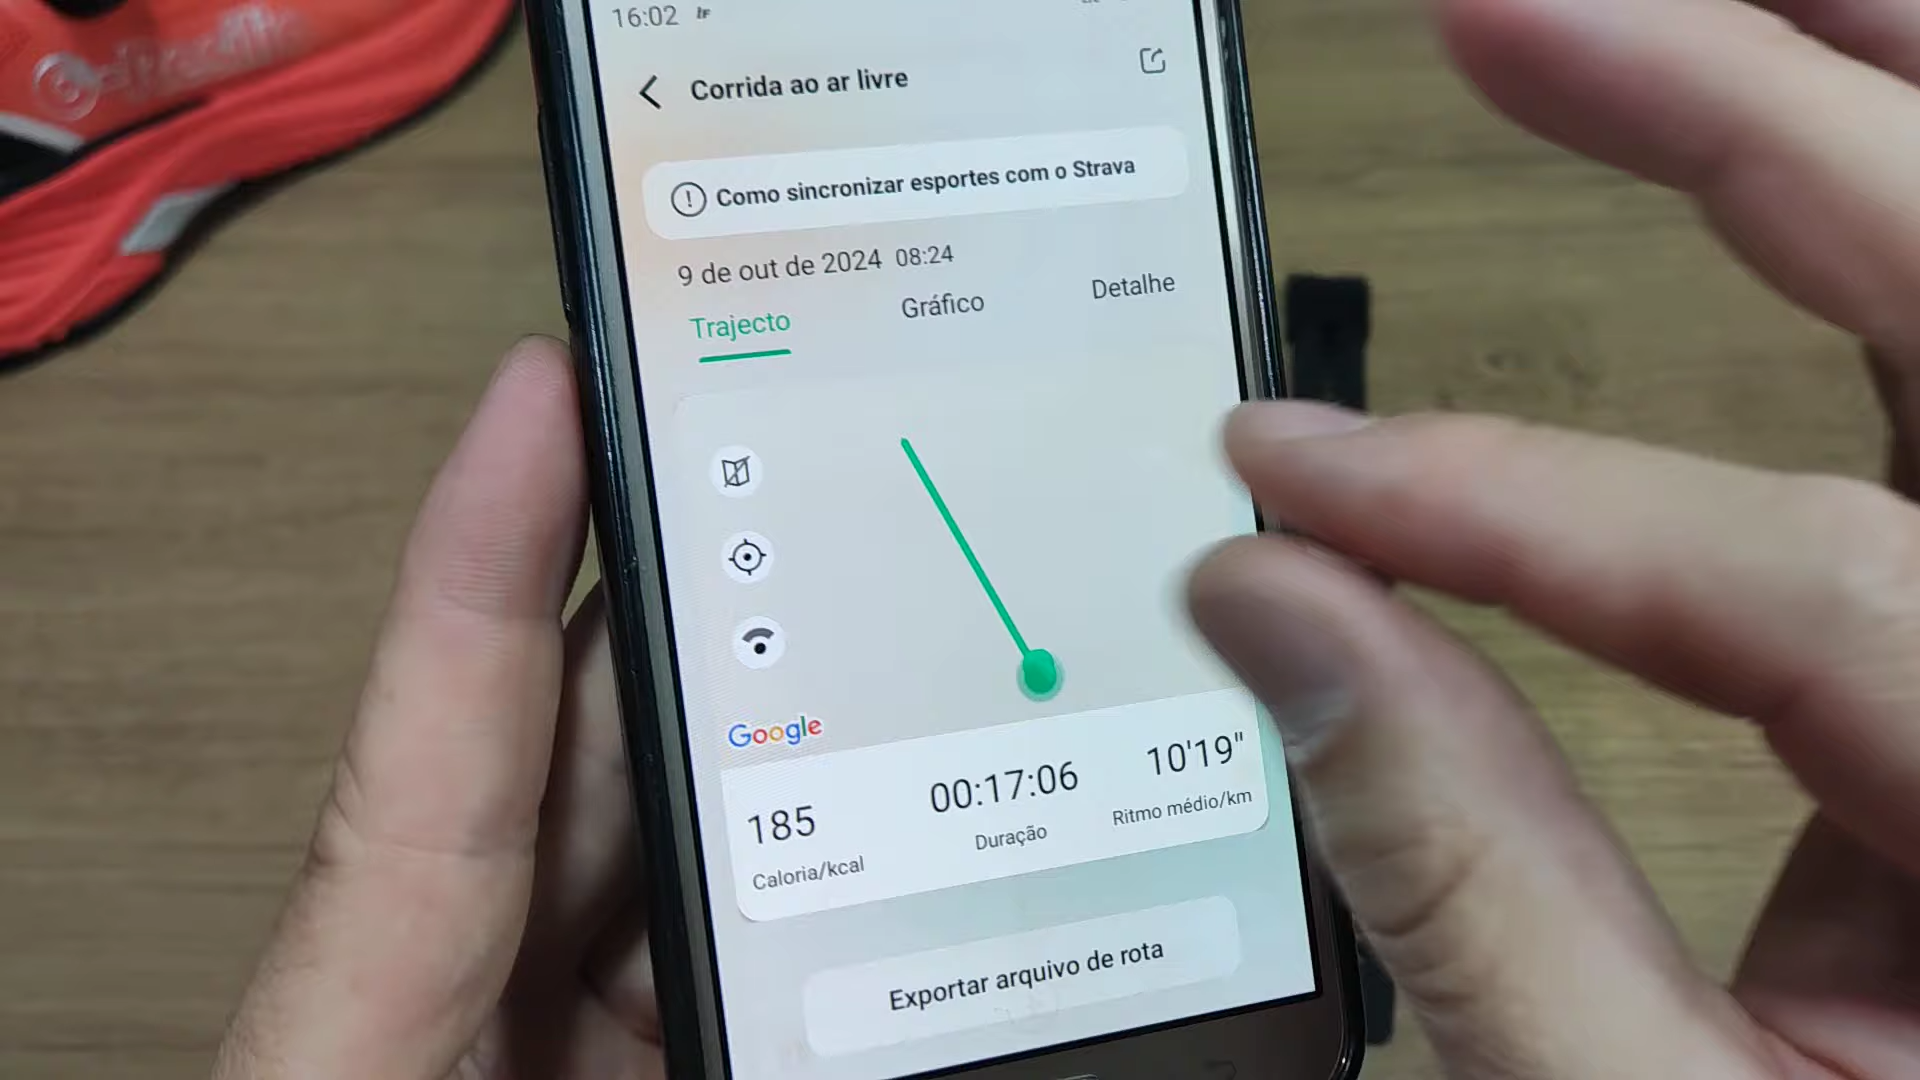 16:02
Corrida ao ar livre
Como sincronizar esportes com o Strava
9 de out de 2024 08:24
Trajecto
Gráfico
Detalhe
Google
185
Caloria/kcal
00:17:06
Duração
10'19"
Ritmo médio/km
Exportar arquivo de rota